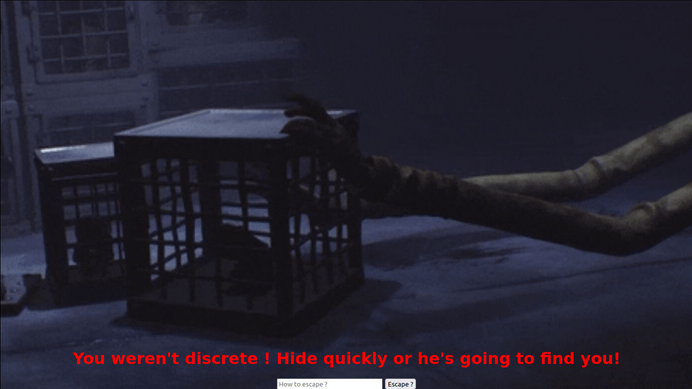 You weren't discrete ! Hide quickly or he's going to find you!
How to escape ?
Escape ?